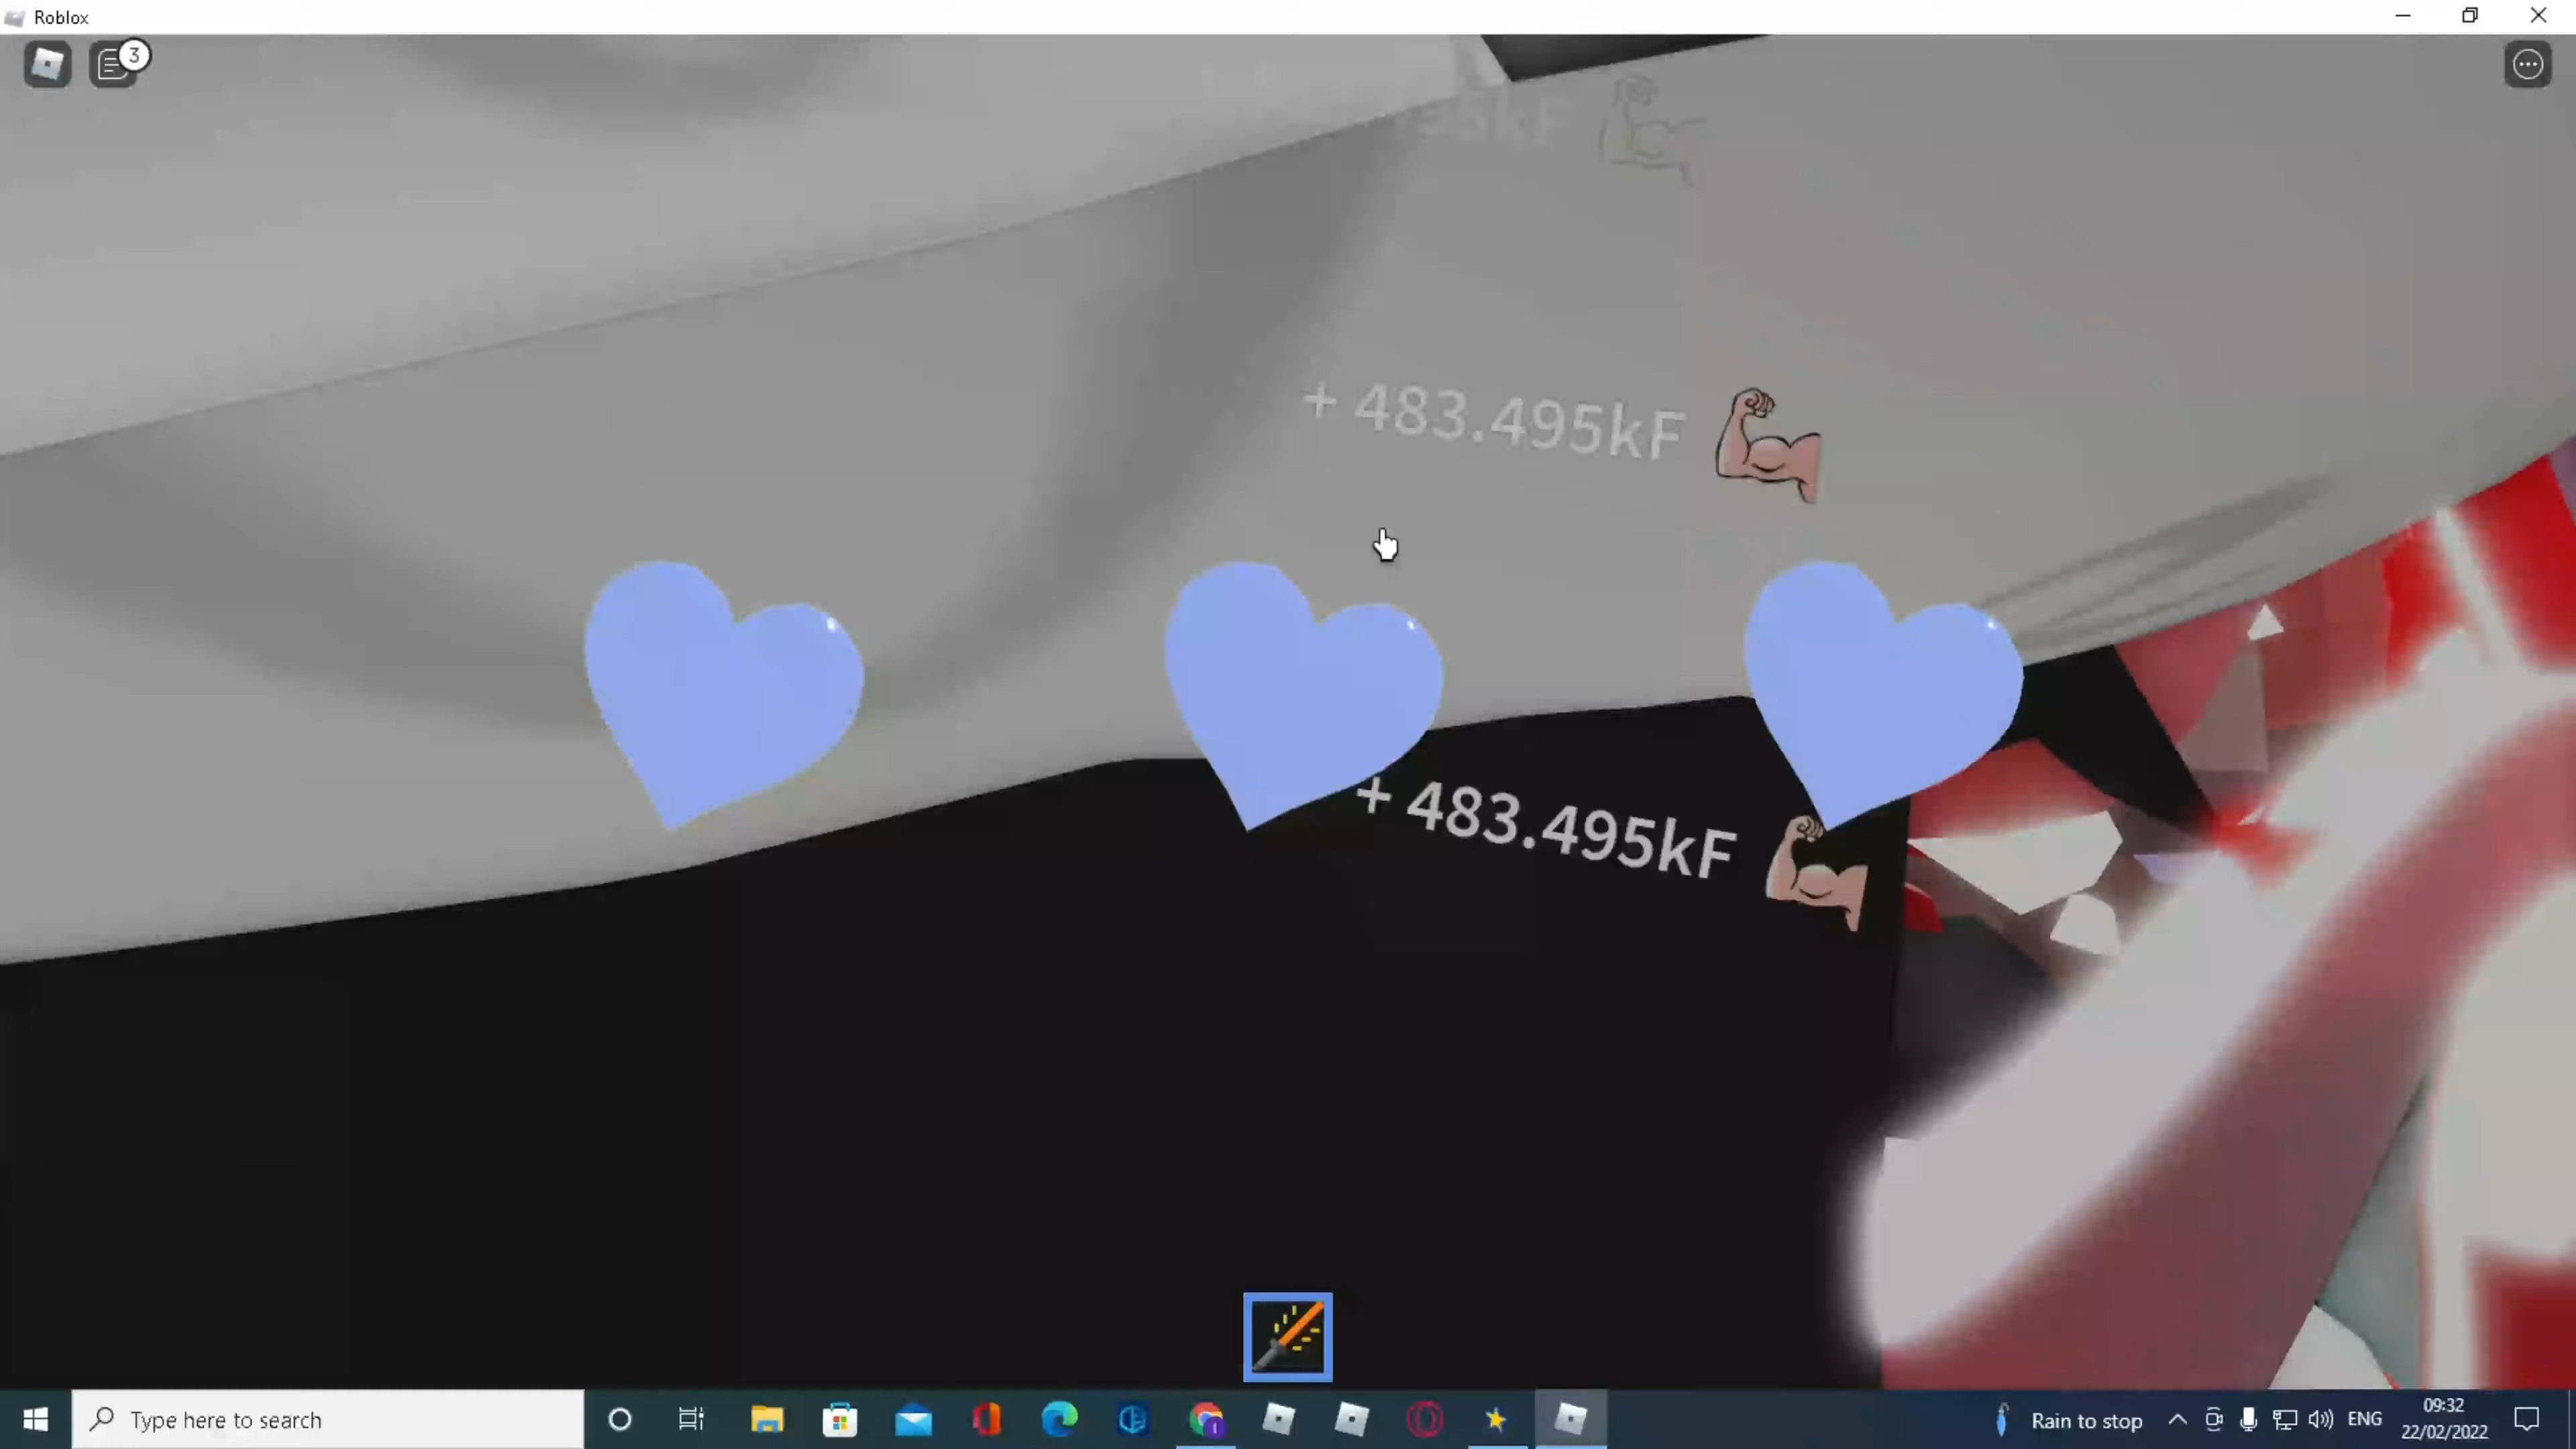 Roblox
3
+ 483.495kF
+ 483.495kF
Type here to search
Rain to stop
ENG
09:32
22/02/2022